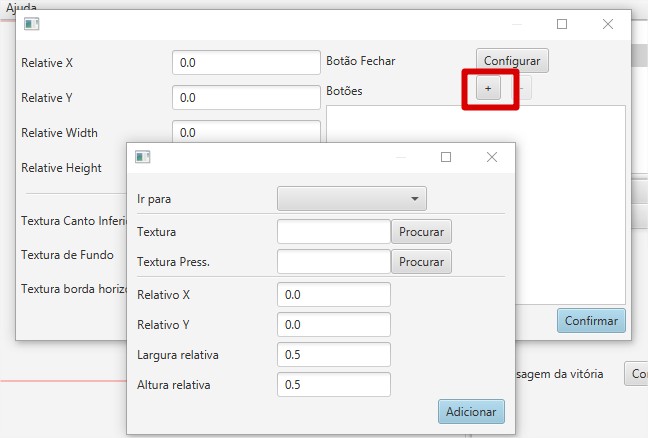 Ajuda
Relative X 0.0
Botão Fechar Configurar
Relative Y 0.0
Botões + -
Relative Width 0.0
Relative Height
Textura Canto Inferi
Textura de Fundo
Textura borda horizo
Confirmar
Ir para
Textura Procurar
Textura Press. Procurar
Relativo X 0.0
Relativo Y 0.0
Largura relativa 0.5
Altura relativa 0.5
Adicionar
sagem da vitória Co